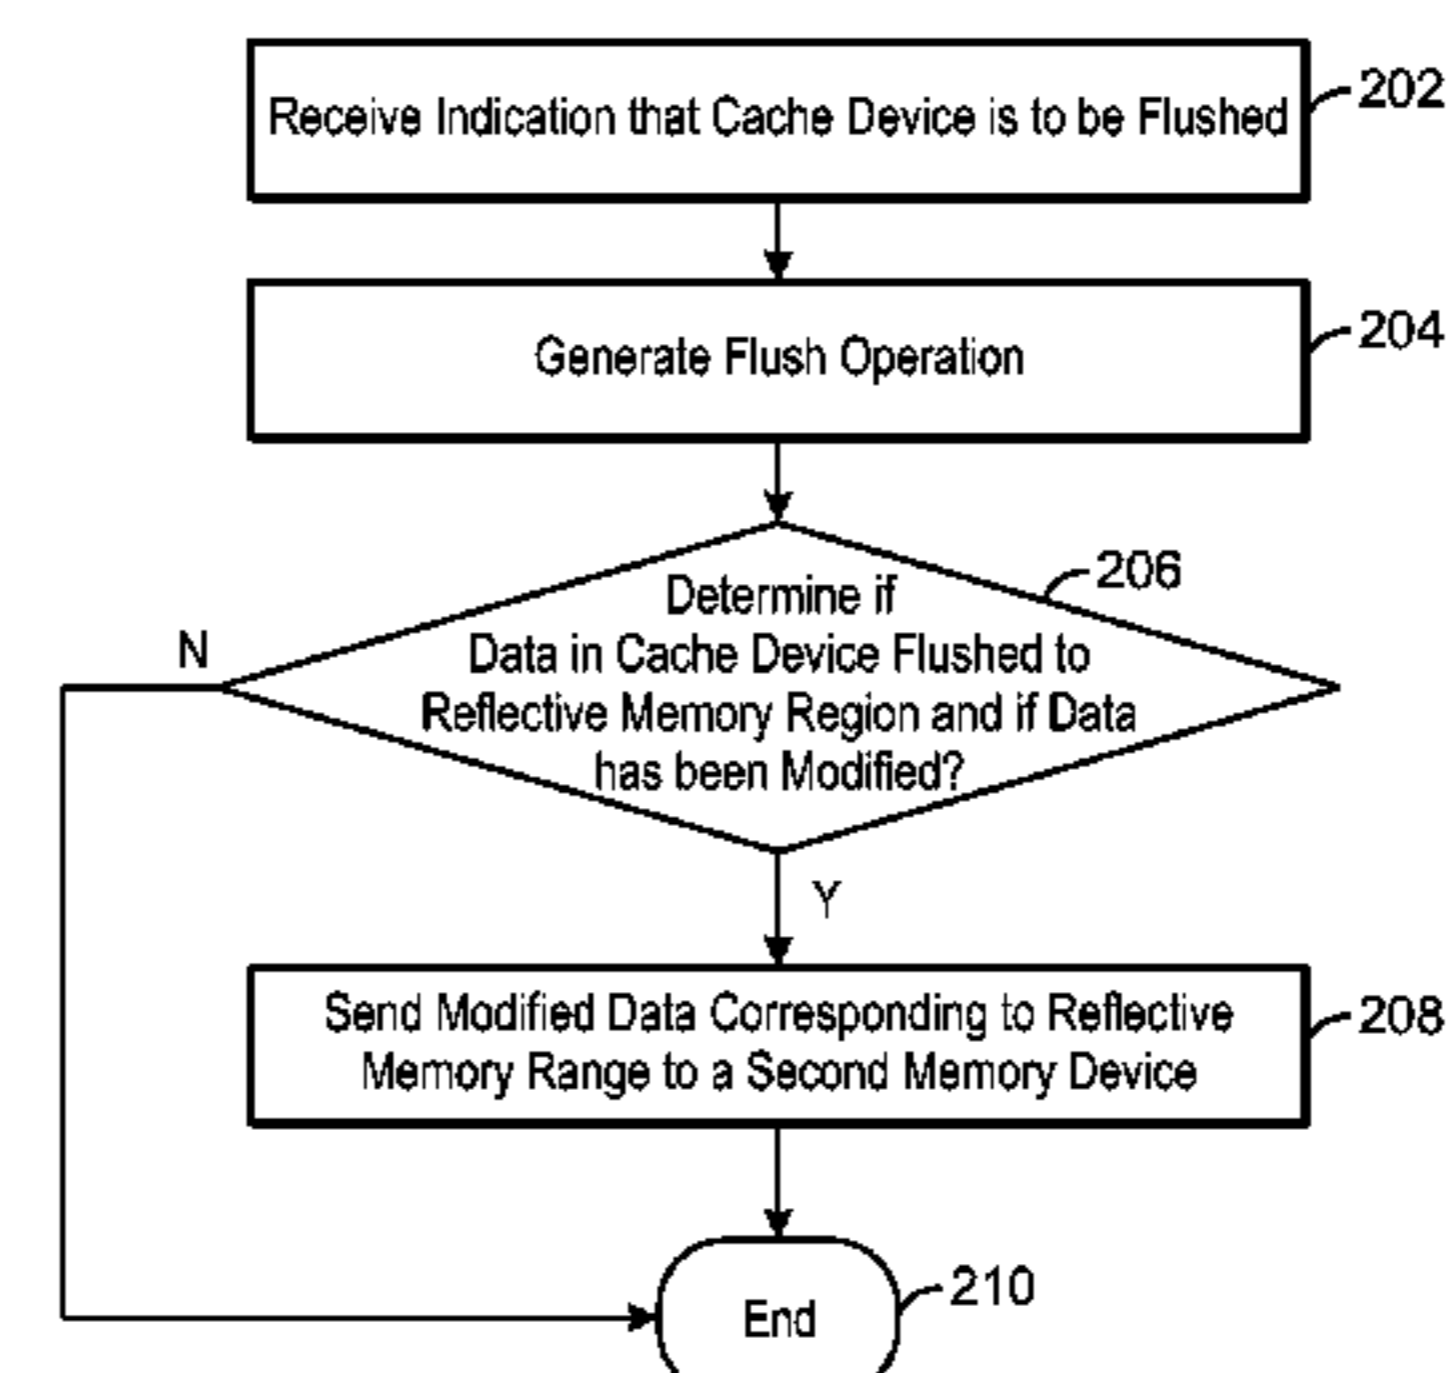 Receive Indication that Cache Device is to be Flushed
202
Generate Flush Operation
204
Determine if
Data in Cache Device Flushed to
Reflective Memory Region and if Data
has been Modified?
206
N
Y
Send Modified Data Corresponding to Reflective
Memory Range to a Second Memory Device
208
End
210